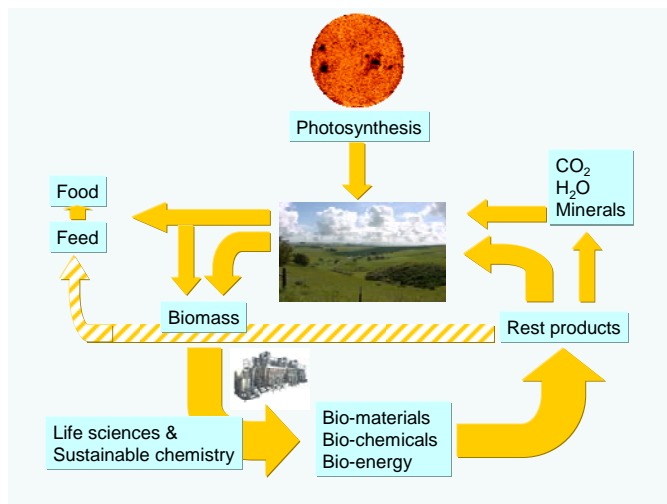 Photosynthesis
CO₂
H₂O
Minerals
Food
Feed
Biomass
Rest products
Life sciences &
Sustainable chemistry
Bio-materials
Bio-chemicals
Bio-energy